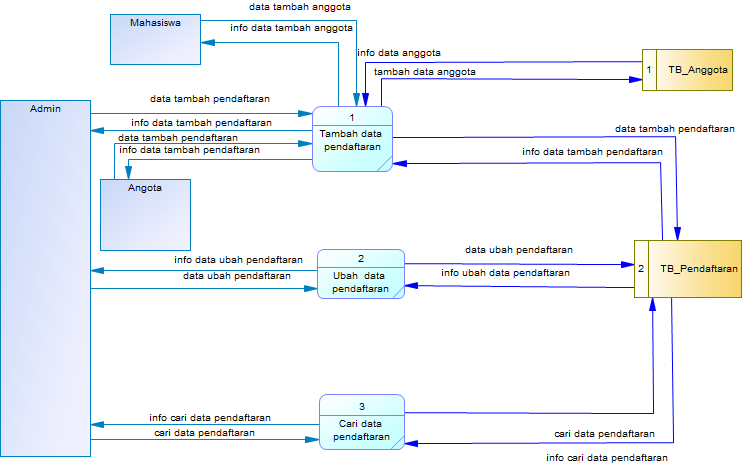 data tambah anggota
Mahasiswa
info data tambah anggota
info data anggota
tambah data anggota
1
TB_Anggota
Admin
data tambah pendaftaran
1
info data tambah pendaftaran
Tambah data
pendaftaran
data tambah pendaftaran
data tambah pendaftaran
info data tambah pendaftaran
info data tambah pendaftaran
Angota
data ubah pendaftaran
info data ubah pendaftaran
2
Ubah data
pendaftaran
data ubah pendaftaran
info ubah data pendaftaran
2
TB_Pendaftaran
3
info cari data pendaftaran
Cari data
pendaftaran
cari data pendaftaran
cari data pendaftaran
info cari data pendaftaran